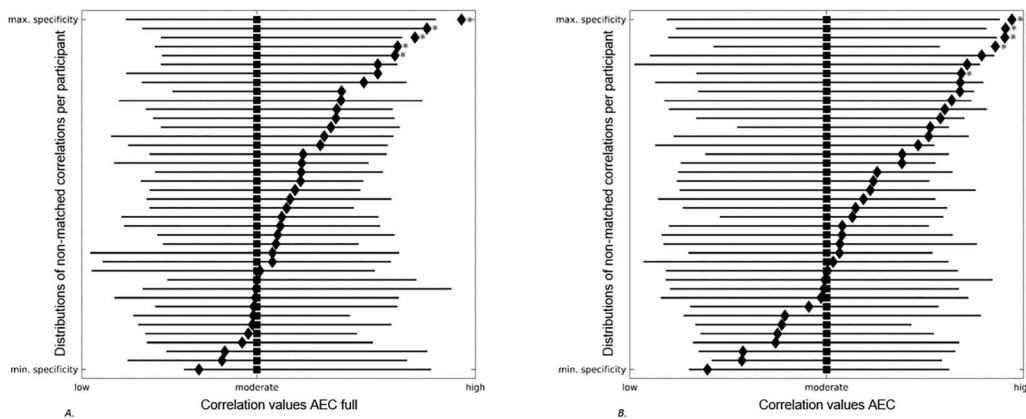 max. specificity
Distributions of non-matched correlations per participant
min. specificity
low moderate high
Correlation values AEC full
A.
max. specificity
Distributions of non-matched correlations per participant
min. specificity
low moderate high
Correlation values AEC
B.